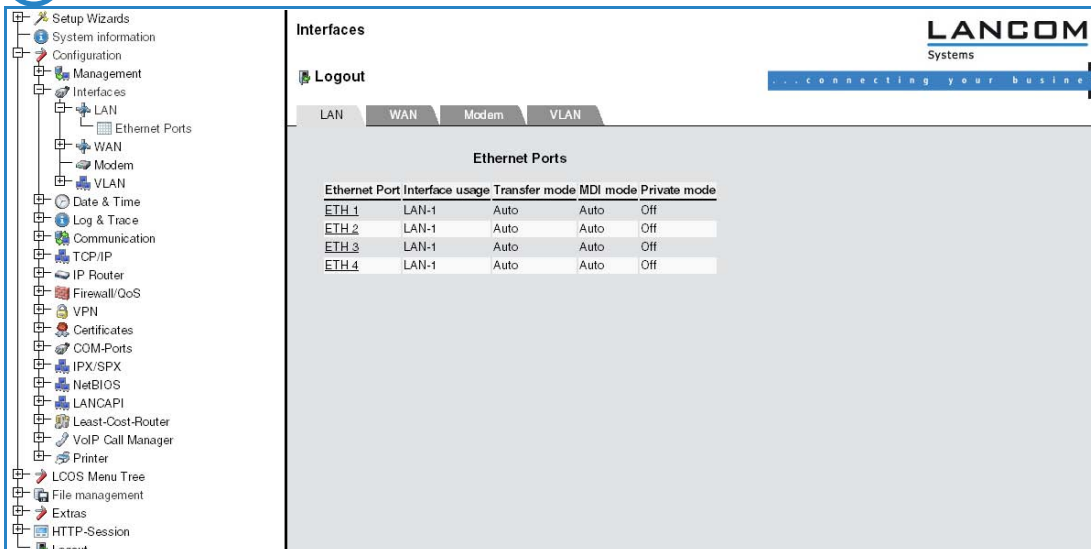 Setup Wizards
System information
Configuration
Management
Interfaces
LAN
Ethernet Ports
WAN
Modem
VLAN
Date & Time
Log & Trace
Communication
TCP/IP
IP Router
Firewall/QoS
VPN
Certificates
COM-Ports
IPX/SPX
NetBIOS
LANCAPI
Least-Cost-Router
VoIP Call Manager
Printer
LCOS Menu Tree
File management
Extras
HTTP-Session
Logout
Interfaces
LANCOM
Systems
Logout
...connecting your busine
LAN WAN Modem VLAN
Ethernet Ports
Ethernet Port Interface usage Transfer mode MDI mode Private mode
ETH 1 LAN-1 Auto Auto Off
ETH 2 LAN-1 Auto Auto Off
ETH 3 LAN-1 Auto Auto Off
ETH 4 LAN-1 Auto Auto Off